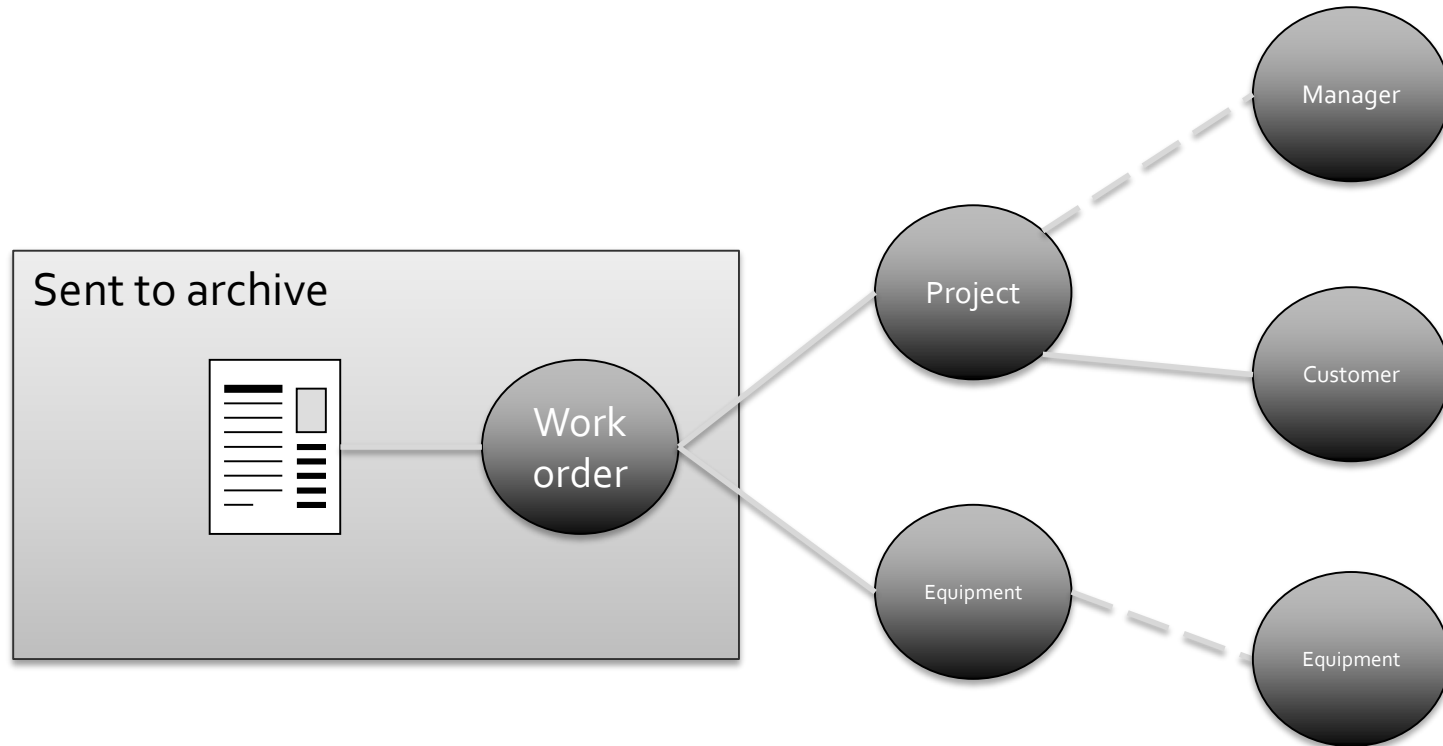 Manager
Sent to archive
Project
Customer
Work
order
Equipment
Equipment